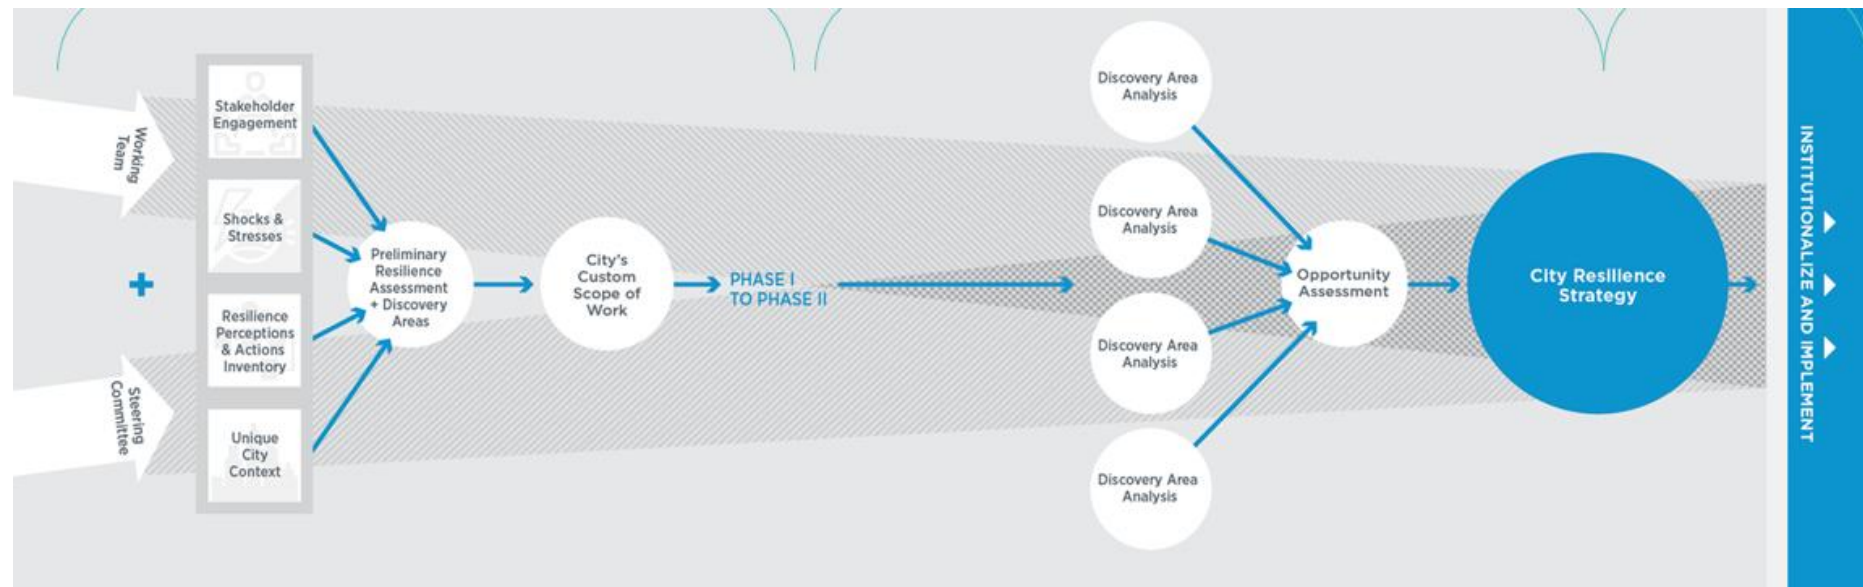 Working
Team
Steering
Committee
Stakeholder
Engagement
Shocks &
Stresses
Resilience
Perceptions
& Actions
Inventory
Unique
City
Context
Preliminary
Resilience
Assessment
+ Discovery
Areas
City's
Custom
Scope of
Work
PHASE I
TO PHASE II
Discovery Area
Analysis
Discovery Area
Analysis
Discovery Area
Analysis
Discovery Area
Analysis
Opportunity
Assessment
City Resilience
Strategy
INSTITUTIONALIZE AND IMPLEMENT